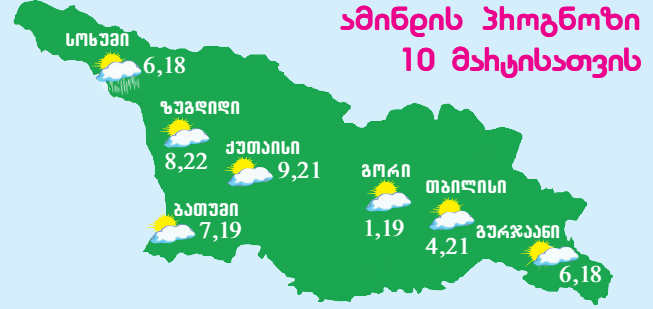 ამინდის პროგნოზი
10 მარტისათვის
სოხუმი
6,18
ზუგდიდი
8,22
ქუთაისი
9,21
გორი
1,19
თბილისი
4,21
ბათუმი
7,19
გურჯაანი
6,18